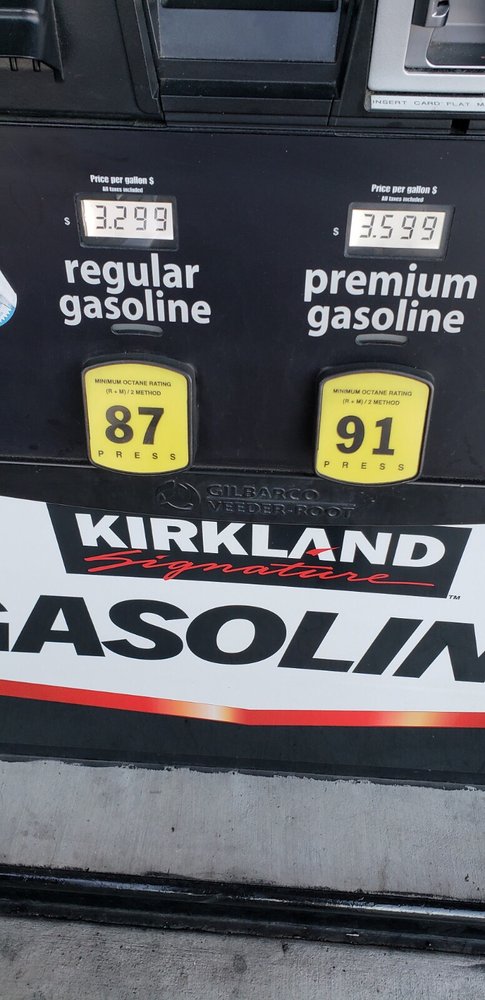 INSERT CARD FLAT
Price per gallon $
All taxes included
$ 3.299
regular
gasoline
MINIMUM OCTANE RATING
(R + M) / 2 METHOD
87
PRESS
Price per gallon $
All taxes included
$ 3.599
premium
gasoline
MINIMUM OCTANE RATING
(R + M) / 2 METHOD
91
PRESS
GILBARCO
VEEDER-ROOT
KIRKLAND
Signature
TM
GASOLIN